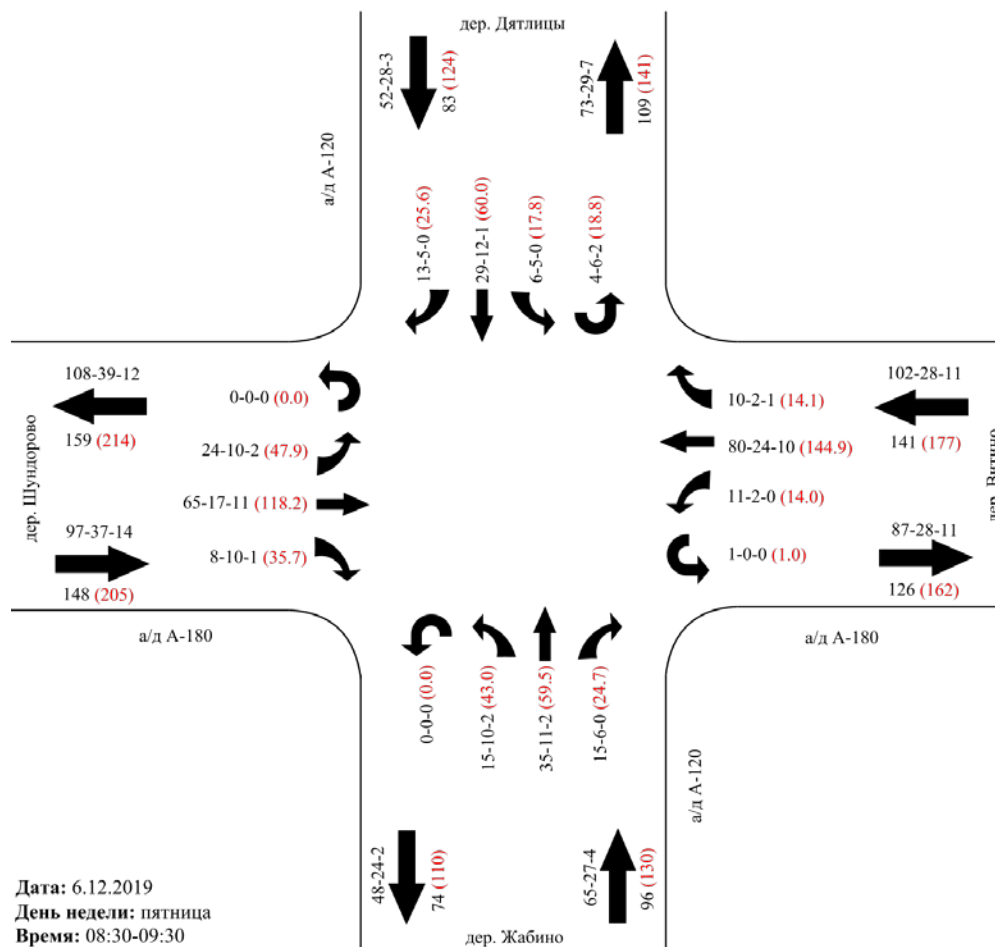 дер. Дятлицы
52-28-3
83 (124)
73-29-7
109 (141)
а/д А-120
13-5-0 (25.6)
29-12-1 (60.0)
6-5-0 (17.8)
4-6-2 (18.8)
108-39-12
159 (214)
дер. Шундорово
97-37-14
148 (205)
0-0-0 (0.0)
24-10-2 (47.9)
65-17-11 (118.2)
8-10-1 (35.7)
10-2-1 (14.1)
80-24-10 (144.9)
11-2-0 (14.0)
1-0-0 (1.0)
102-28-11
141 (177)
дер. Витино
87-28-11
126 (162)
а/д А-180
а/д А-180
0-0-0 (0.0)
15-10-2 (43.0)
35-11-2 (59.5)
15-6-0 (24.7)
а/д А-120
48-24-2
74 (110)
65-27-4
96 (130)
дер. Жабино
Дата: 6.12.2019
День недели: пятница
Время: 08:30-09:30